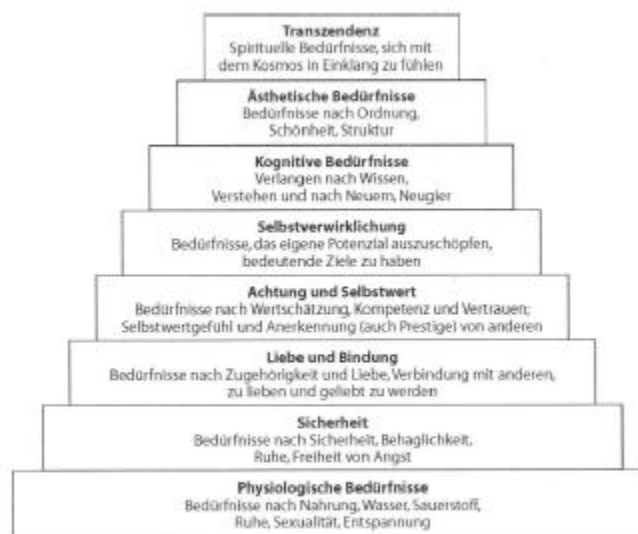 Transzendenz
Spirituelle Bedürfnisse, sich mit
dem Kosmos in Einklang zu fühlen
Ästhetische Bedürfnisse
Bedürfnisse nach Ordnung,
Schönheit, Struktur
Kognitive Bedürfnisse
Verlangen nach Wissen,
Verstehen und nach Neuem, Neugier
Selbstverwirklichung
Bedürfnisse, das eigene Potenzial auszuschöpfen,
bedeutende Ziele zu haben
Achtung und Selbstwert
Bedürfnisse nach Wertschätzung, Kompetenz und Vertrauen;
Selbstwertgefühl und Anerkennung (auch Prestige) von anderen
Liebe und Bindung
Bedürfnisse nach Zugehörigkeit und Liebe, Verbindung mit anderen,
zu lieben und geliebt zu werden
Sicherheit
Bedürfnisse nach Sicherheit, Behaglichkeit,
Ruhe, Freiheit von Angst
Physiologische Bedürfnisse
Bedürfnisse nach Nahrung, Wasser, Sauerstoff,
Ruhe, Sexualität, Entspannung